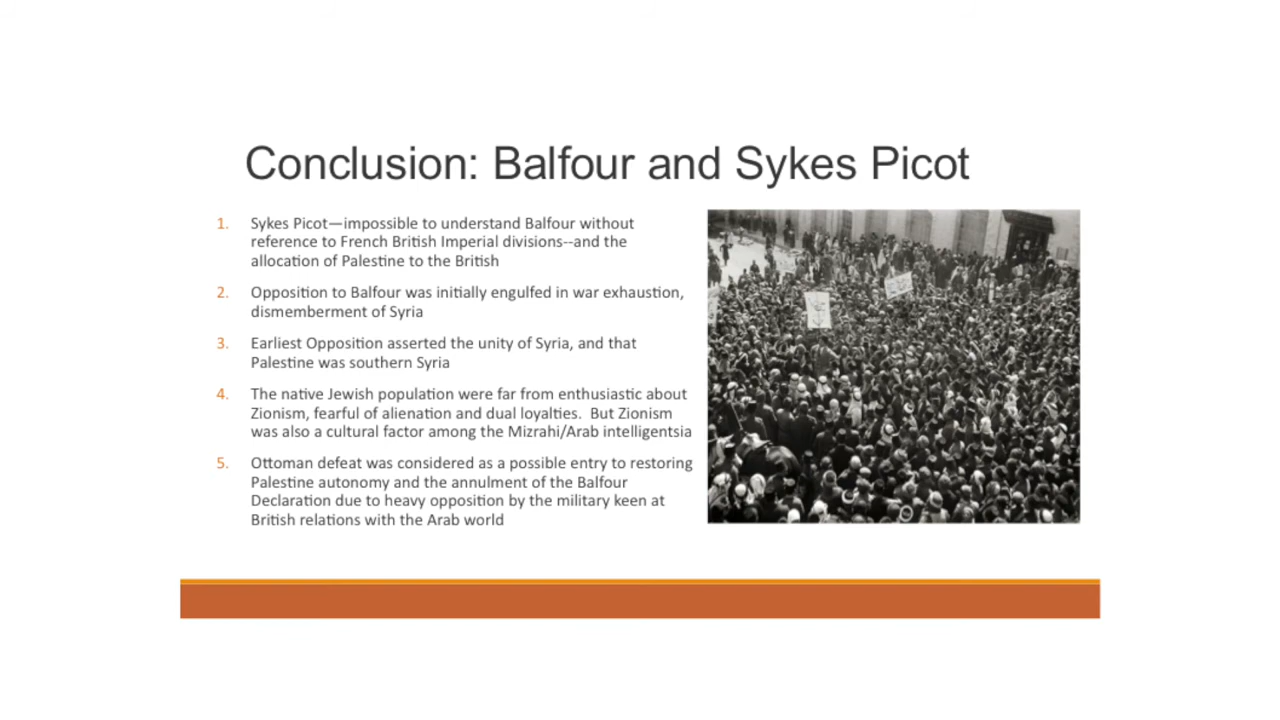 Conclusion: Balfour and Sykes Picot
1. Sykes Picot—impossible to understand Balfour without
reference to French British Imperial divisions--and the
allocation of Palestine to the British
2. Opposition to Balfour was initially engulfed in war exhaustion,
dismemberment of Syria
3. Earliest Opposition asserted the unity of Syria, and that
Palestine was southern Syria
4. The native Jewish population were far from enthusiastic about
Zionism, fearful of alienation and dual loyalties.  But Zionism
was also a cultural factor among the Mizrahi/Arab intelligentsia
5. Ottoman defeat was considered as a possible entry to restoring
Palestine autonomy and the annulment of the Balfour
Declaration due to heavy opposition by the military keen at
British relations with the Arab world